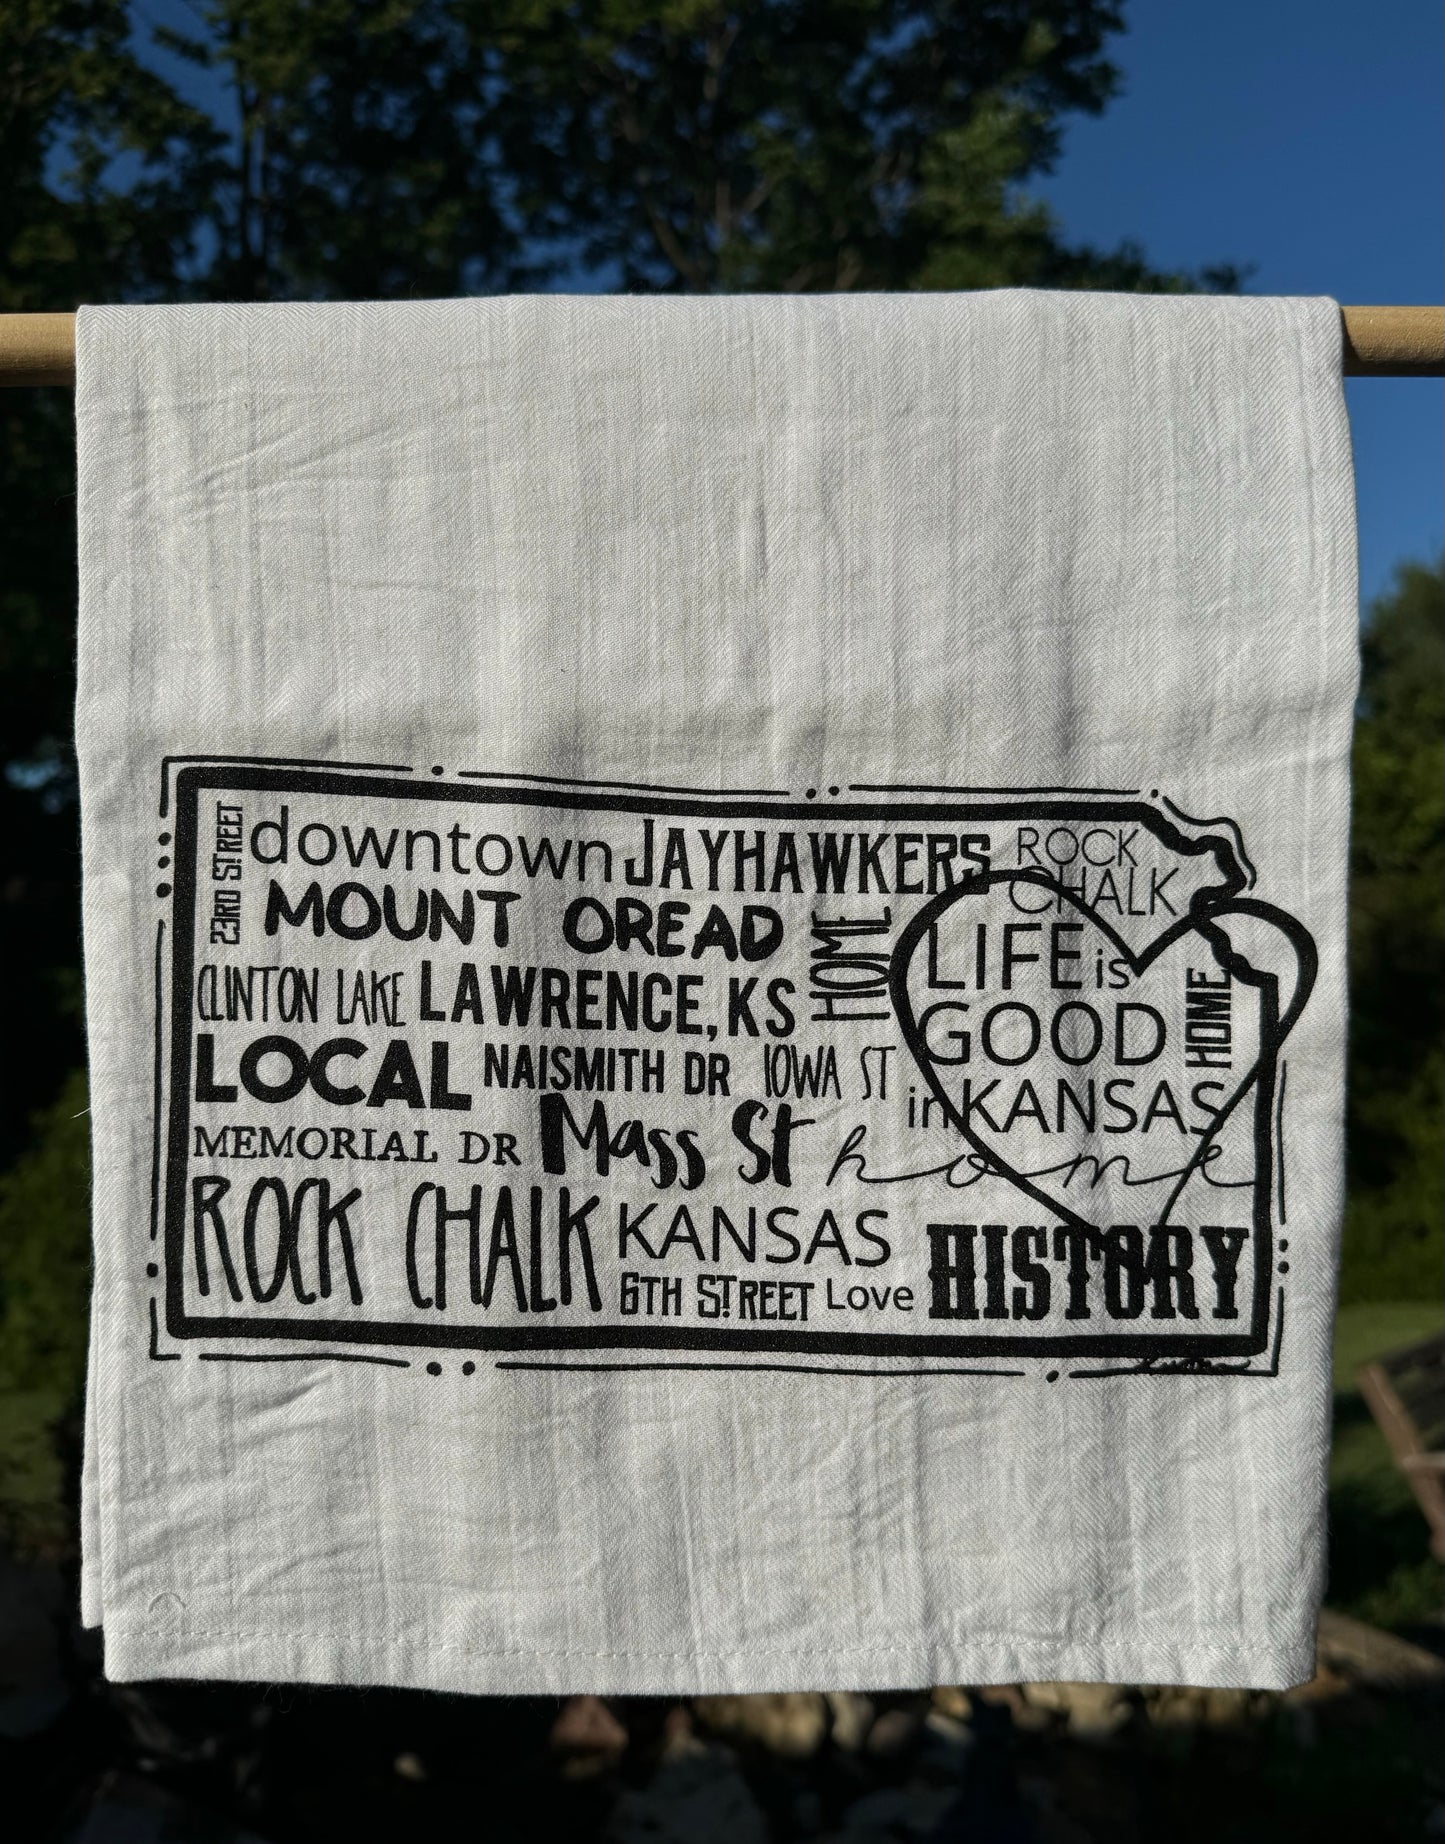 23RD STREET
downtown JAYHAWKERS
ROCK
CHALK
MOUNT OREAD
HOME
LIFE is
GOOD
HOME
in KANSAS
CLINTON LAKE LAWRENCE, KS
LOCAL NAISMITH DR IOWA ST
MEMORIAL DR Mass St home
ROCK CHALK KANSAS
6TH STREET Love HISTORY